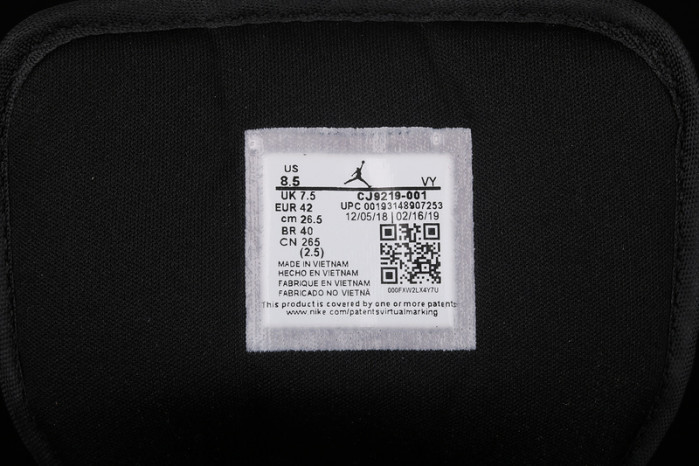 US
8.5 VY
UK 7.5 CJ9219-001
EUR 42 UPC 00193148907253
cm 26.5 12/05/18 | 02/16/19
BR 40
CN 265
(2.5)
MADE IN VIETNAM
HECHO EN VIETNAM
FABRIQUE EN VIETNAM
FABRICADO NO VIETNÃ
000FXW2LX4Y7U
This product is covered by one or more patents
www.nike.com/patentsvirtualmarking